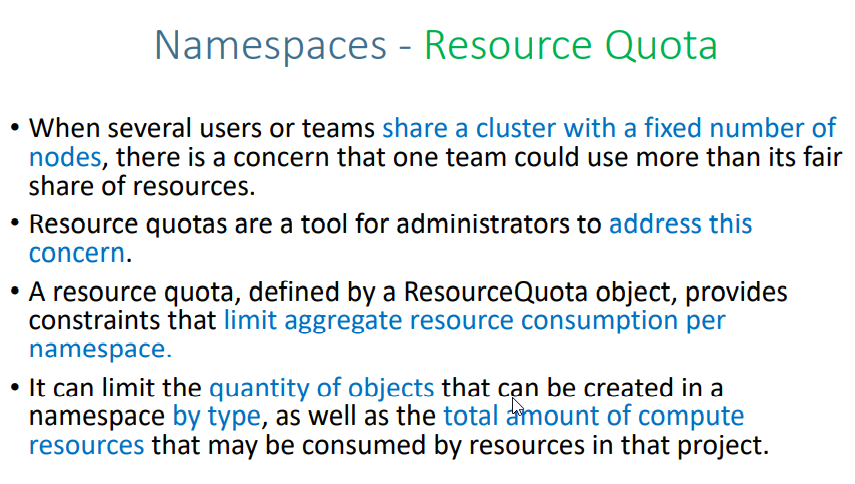 Namespaces - Resource Quota
• When several users or teams share a cluster with a fixed number of
nodes, there is a concern that one team could use more than its fair
share of resources.
• Resource quotas are a tool for administrators to address this
concern.
• A resource quota, defined by a ResourceQuota object, provides
constraints that limit aggregate resource consumption per
namespace.
• It can limit the quantity of objects that can be created in a
namespace by type, as well as the total amount of compute
resources that may be consumed by resources in that project.